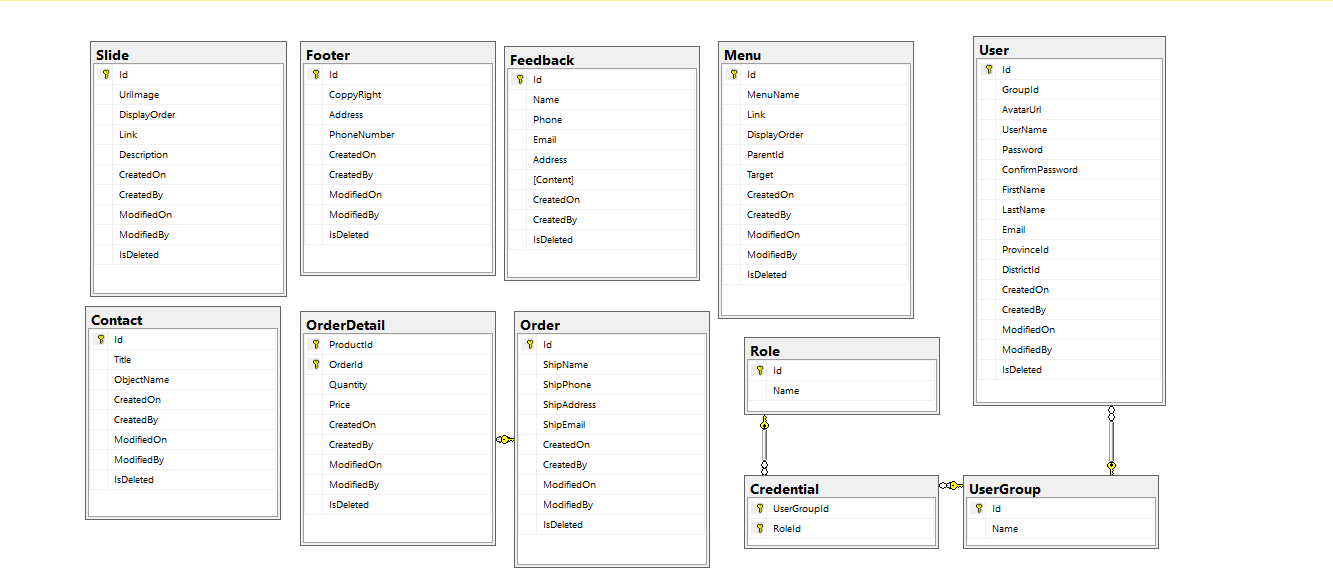 Slide
Id
UrlImage
DisplayOrder
Link
Description
CreatedOn
CreatedBy
ModifiedOn
ModifiedBy
IsDeleted
Footer
Id
CoppyRight
Address
PhoneNumber
CreatedOn
CreatedBy
ModifiedOn
ModifiedBy
IsDeleted
Feedback
Id
Name
Phone
Email
Address
[Content]
CreatedOn
CreatedBy
IsDeleted
Menu
Id
MenuName
Link
DisplayOrder
ParentId
Target
CreatedOn
CreatedBy
ModifiedOn
ModifiedBy
IsDeleted
User
Id
GroupId
AvatarUrl
UserName
Password
ConfirmPassword
FirstName
LastName
Email
ProvinceId
DistrictId
CreatedOn
CreatedBy
ModifiedOn
ModifiedBy
IsDeleted
Contact
Id
Title
ObjectName
CreatedOn
CreatedBy
ModifiedOn
ModifiedBy
IsDeleted
OrderDetail
ProductId
OrderId
Quantity
Price
CreatedOn
CreatedBy
ModifiedOn
ModifiedBy
IsDeleted
Order
Id
ShipName
ShipPhone
ShipAddress
ShipEmail
CreatedOn
CreatedBy
ModifiedOn
ModifiedBy
IsDeleted
Role
Id
Name
Credential
UserGroupId
RoleId
UserGroup
Id
Name